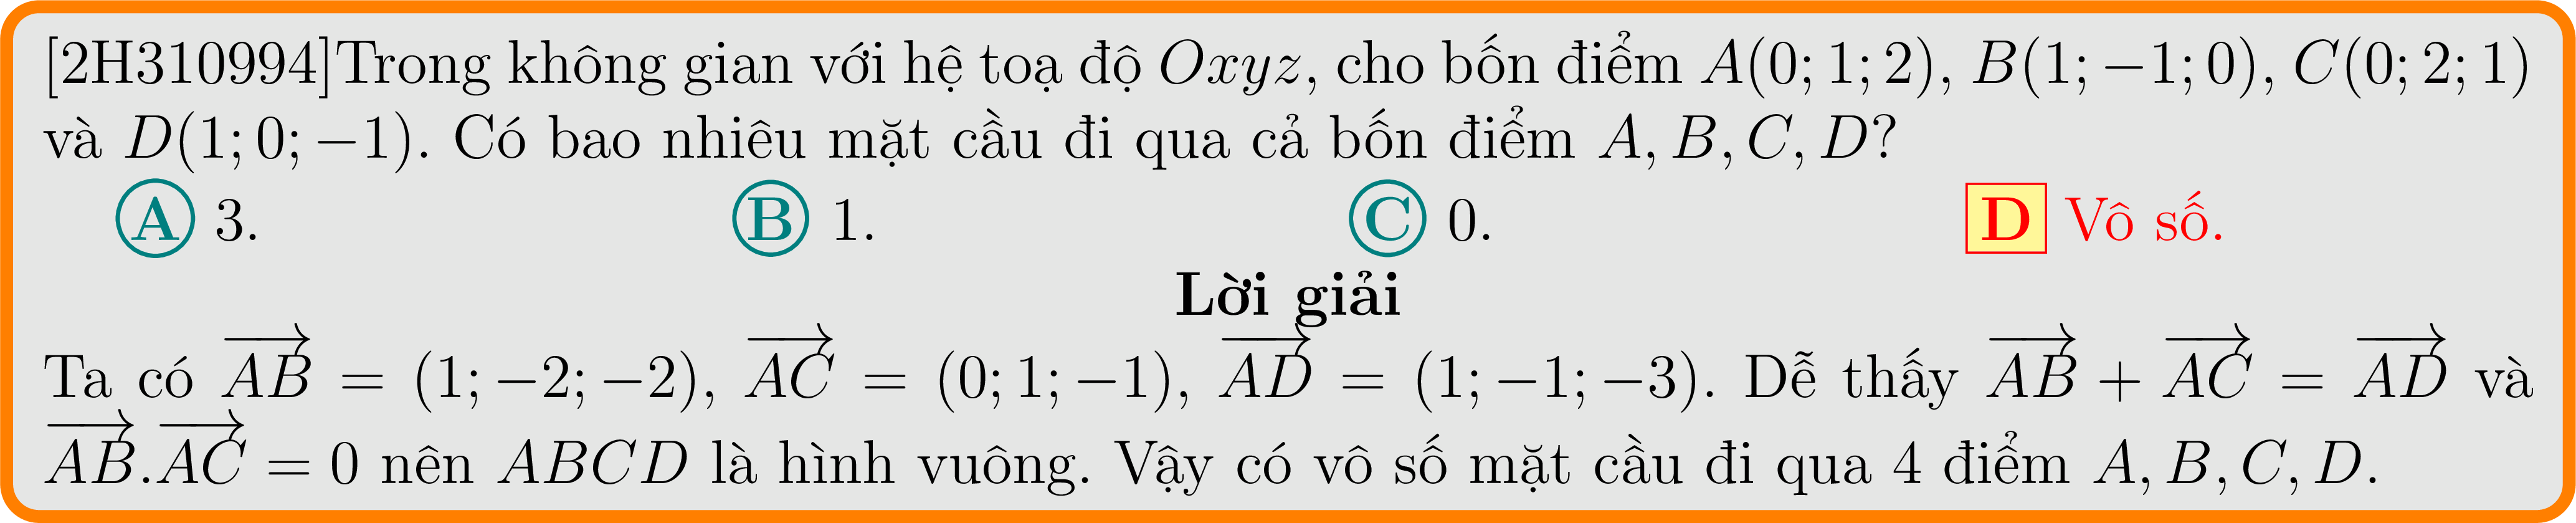 [2H310994]Trong không gian với hệ toạ độ Oxyz, cho bốn điểm A(0; 1; 2), B(1; −1; 0), C(0; 2; 1)
và D(1; 0; −1). Có bao nhiêu mặt cầu đi qua cả bốn điểm A, B, C, D?
A 3. B 1. C 0. D Vô số.
Lời giải
Ta có $\overrightarrow{AB}$ = (1; −2; −2), $\overrightarrow{AC}$ = (0; 1; −1), $\overrightarrow{AD}$ = (1; −1; −3). Dễ thấy $\overrightarrow{AB}$ + $\overrightarrow{AC}$ = $\overrightarrow{AD}$ và
$\overrightarrow{AB}$.$\overrightarrow{AC}$ = 0 nên ABCD là hình vuông. Vậy có vô số mặt cầu đi qua 4 điểm A, B, C, D.